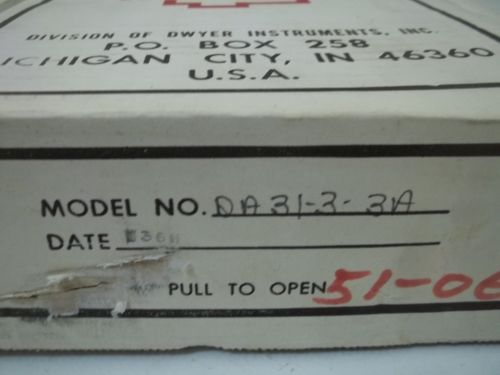 DIVISION OF DWYER INSTRUMENTS, INC.
P.O. BOX 258
ICHIGAN CITY, IN 46360
U.S.A.
MODEL NO. DA31-3-3A
DATE
PULL TO OPEN 51-06